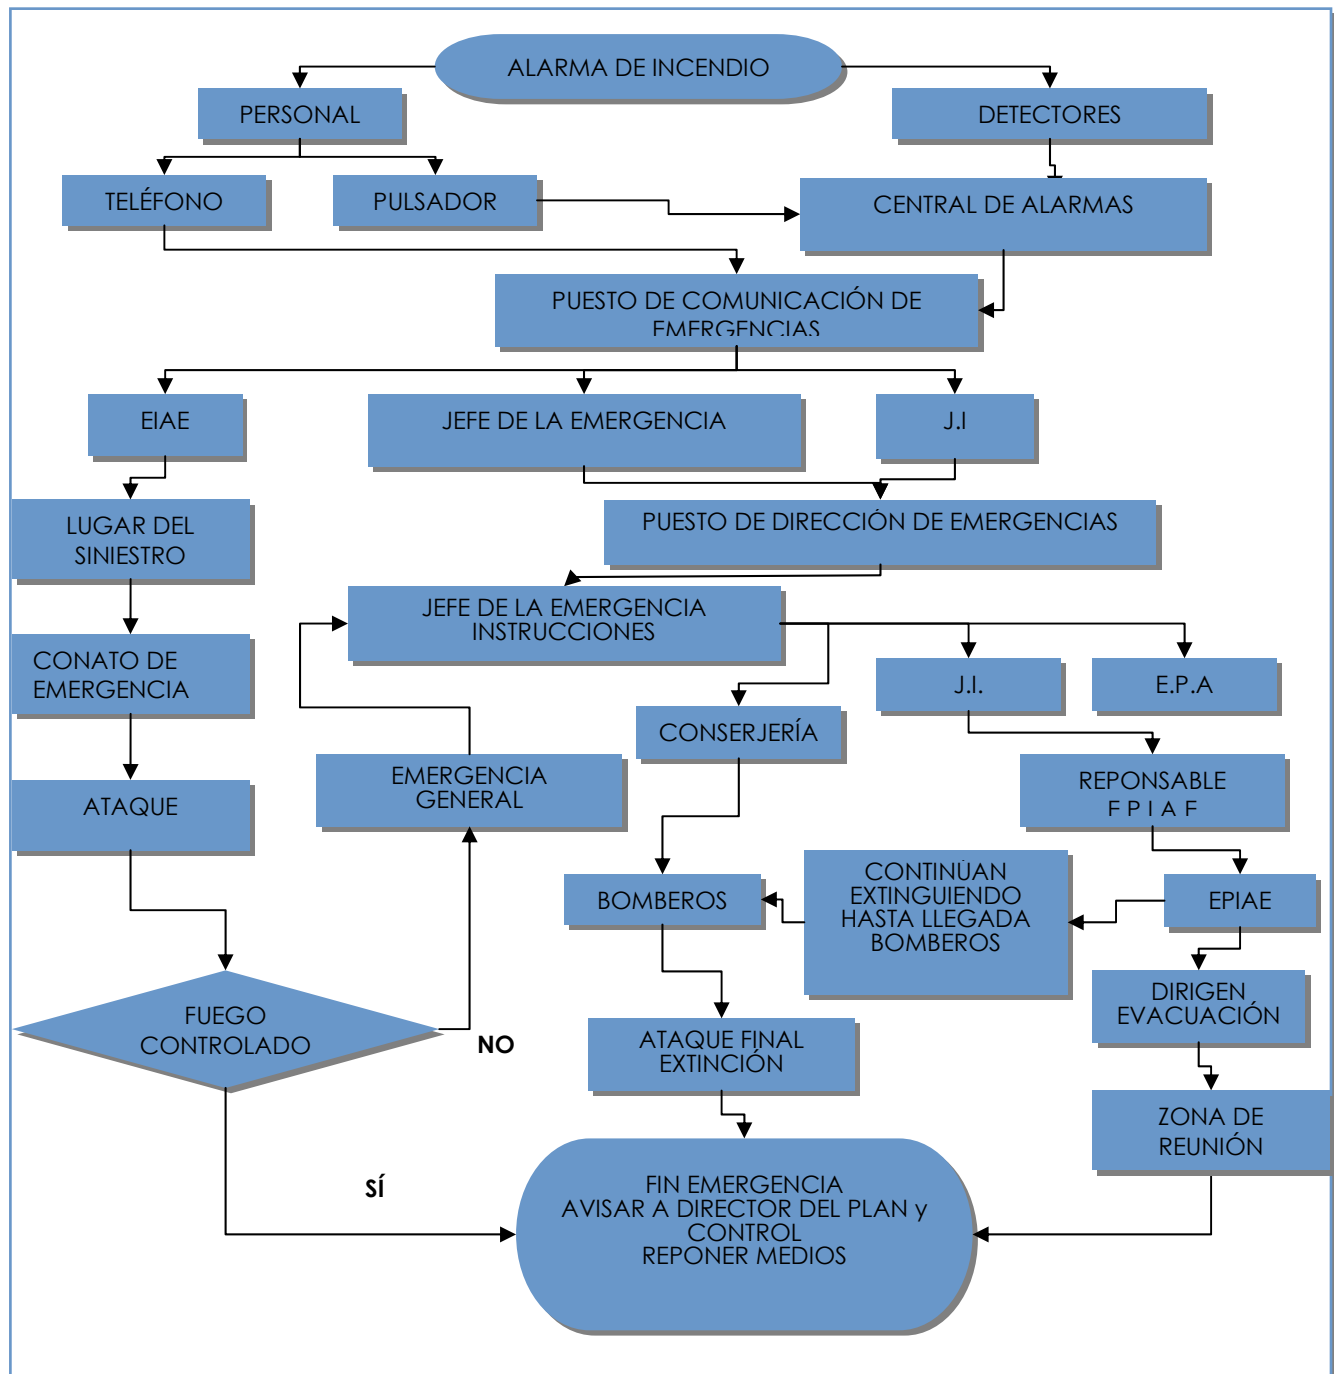 ALARMA DE INCENDIO
PERSONAL
DETECTORES
TELÉFONO
PULSADOR
CENTRAL DE ALARMAS
PUESTO DE COMUNICACIÓN DE
EMERGENCIAS
EIAE
JEFE DE LA EMERGENCIA
J.I
LUGAR DEL
SINIESTRO
PUESTO DE DIRECCIÓN DE EMERGENCIAS
JEFE DE LA EMERGENCIA
INSTRUCCIONES
CONATO DE
EMERGENCIA
J.I.
E.P.A
CONSERJERÍA
EMERGENCIA
GENERAL
REPONSABLE
ATAQUE
CONTINÚAN
EXTINGUIENDO
HASTA LLEGADA
BOMBEROS
BOMBEROS
EPIAE
DIRIGEN
EVACUACIÓN
FUEGO
CONTROLADO
NO
ATAQUE FINAL
EXTINCIÓN
ZONA DE
REUNIÓN
SÍ
FIN EMERGENCIA
AVISAR A DIRECTOR DEL PLAN y
CONTROL
REPONER MEDIOS